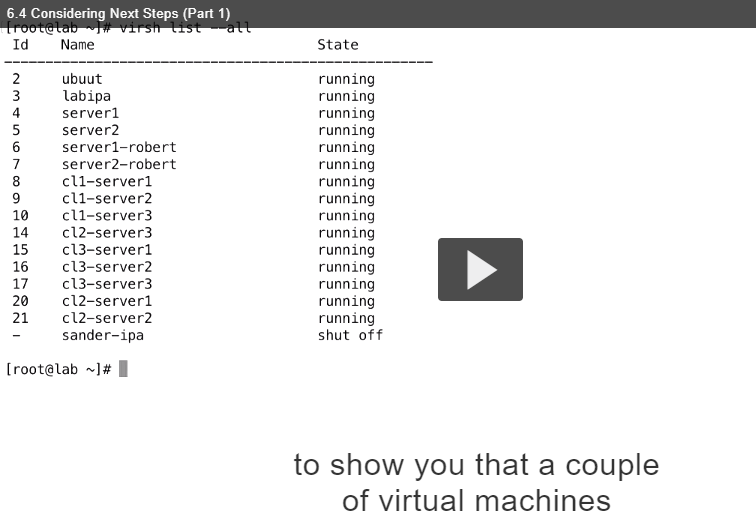 6.4 Considering Next Steps (Part 1)
[root@lab ~]# virsh list --all
Id Name State
----------------------------------------------------
2 ubuut running
3 labipa running
4 server1 running
5 server2 running
6 server1-robert running
7 server2-robert running
8 cl1-server1 running
9 cl1-server2 running
10 cl1-server3 running
14 cl2-server3 running
15 cl3-server1 running
16 cl3-server2 running
17 cl3-server3 running
20 cl2-server1 running
21 cl2-server2 running
- sander-ipa shut off
[root@lab ~]#
to show you that a couple
of virtual machines